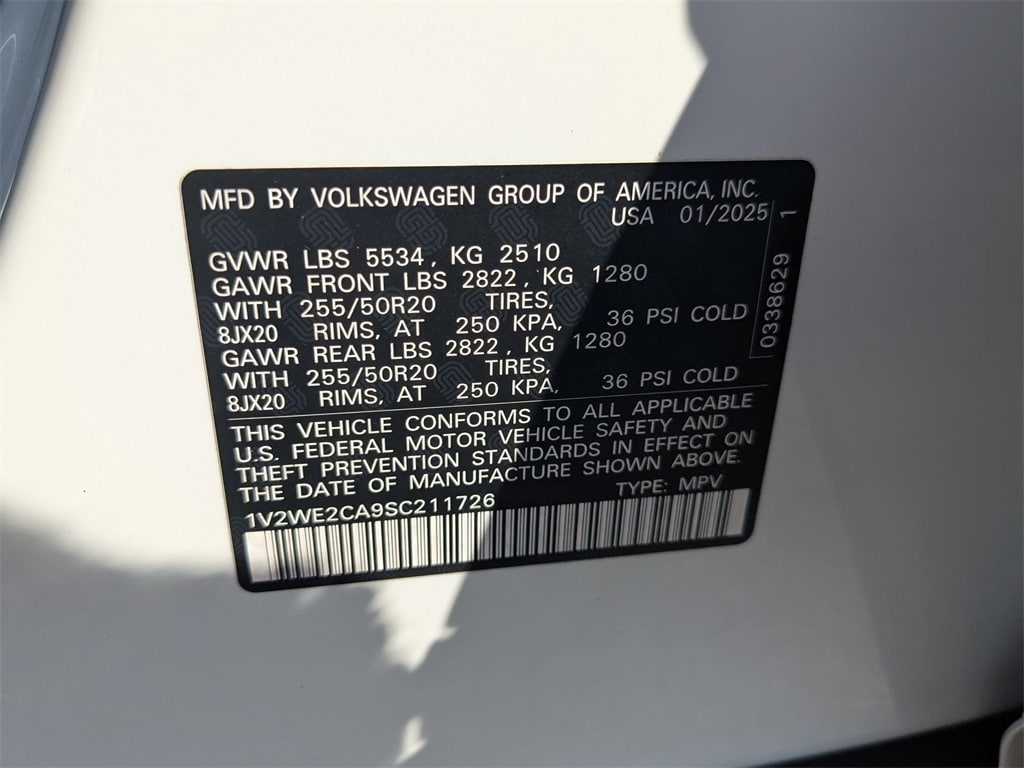 MFD BY VOLKSWAGEN GROUP OF AMERICA, INC.
USA 01/2025
GVWR LBS 5534, KG 2510
GAWR FRONT LBS 2822, KG 1280
WITH 255/50R20 TIRES,
8JX20 RIMS, AT 250 KPA, 36 PSI COLD
GAWR REAR LBS 2822, KG 1280
WITH 255/50R20 TIRES,
8JX20 RIMS, AT 250 KPA, 36 PSI COLD
THIS VEHICLE CONFORMS TO ALL APPLICABLE
U.S. FEDERAL MOTOR VEHICLE SAFETY AND
THEFT PREVENTION STANDARDS IN EFFECT ON
THE DATE OF MANUFACTURE SHOWN ABOVE.
TYPE: MPV
1V2WE2CA9SC211726
0338629 1